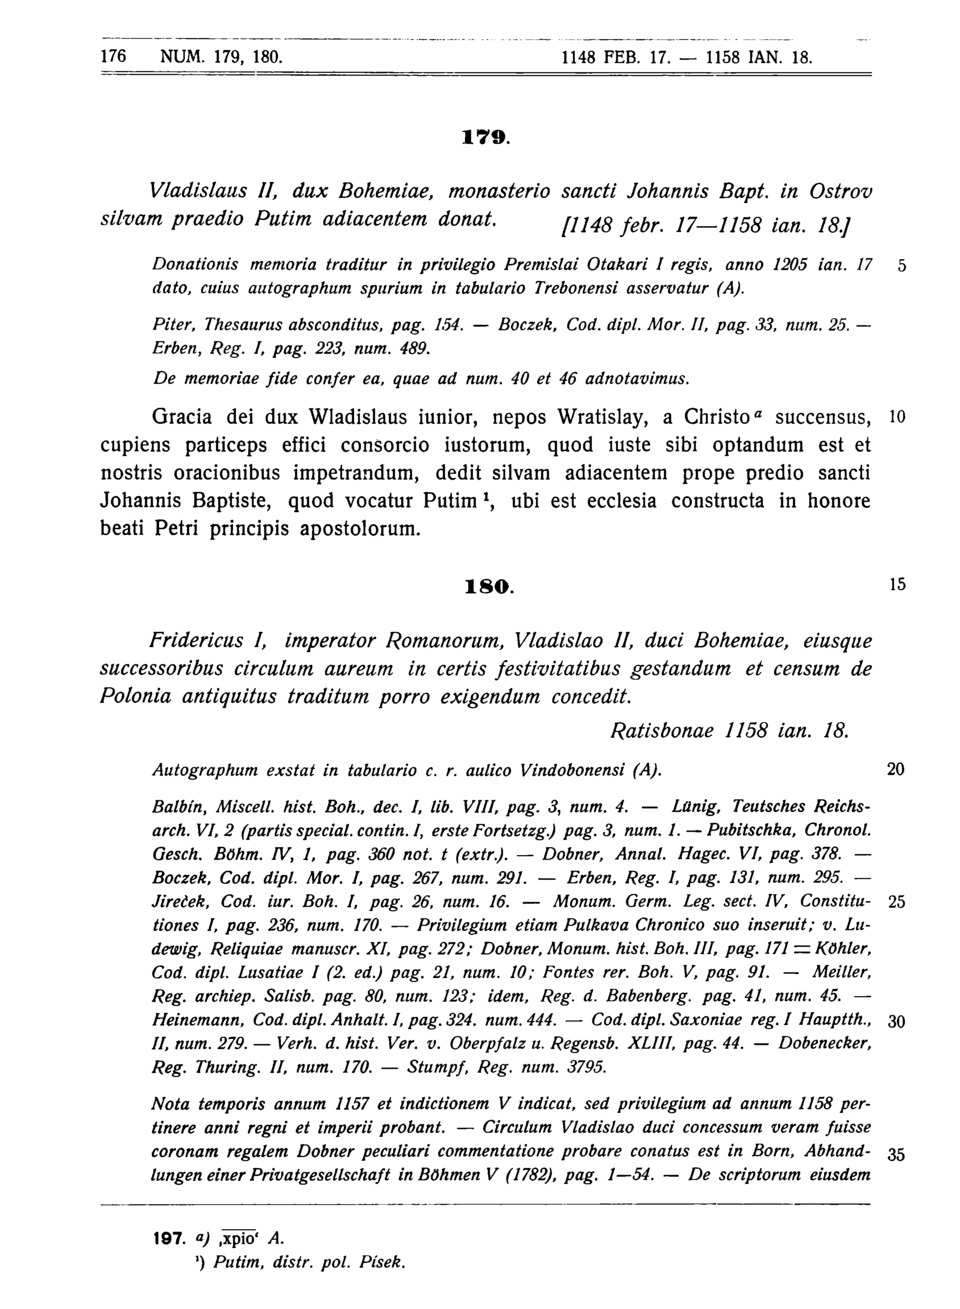 176 NUM. 179, 180. 1148 FEB. 17. — 1158 IAN. 18.
179.
Vladislaus II, dux Bohemiae, monasterio sancti Johannis Bapt. in Ostrov
silvam praedio Putim adiacentem donat. [1148 febr. 17—1158 ian. 18.]
Donationis memoria traditur in privilegio Premislai Otakari I regis, anno 1205 ian. 17 5
dato, cuius autographum spurium in tabulario Trebonensi asservatur (A).
Piter, Thesaurus absconditus, pag. 154. — Boczek, Cod. dipl. Mor. II, pag. 33, num. 25. —
Erben, Reg. I, pag. 223, num. 489.
De memoriae fide confer ea, quae ad num. 40 et 46 adnotavimus.
Gracia dei dux Wladislaus iunior, nepos Wratislay, a Christo ᵃ succensus, 10
cupiens particeps effici consorcio iustorum, quod iuste sibi optandum est et
nostris oracionibus impetrandum, dedit silvam adiacentem prope predio sancti
Johannis Baptiste, quod vocatur Putim ¹, ubi est ecclesia constructa in honore
beati Petri principis apostolorum.
180. 15
Fridericus I, imperator Romanorum, Vladislao II, duci Bohemiae, eiusque
successoribus circulum aureum in certis festivitatibus gestandum et censum de
Polonia antiquitus traditum porro exigendum concedit.
Ratisbonae 1158 ian. 18.
Autographum exstat in tabulario c. r. aulico Vindobonensi (A). 20
Balbín, Miscell. hist. Boh., dec. I, lib. VIII, pag. 3, num. 4. — Lünig, Teutsches Reichs-
arch. VI, 2 (partis special. contin. I, erste Fortsetzg.) pag. 3, num. 1. — Pubitschka, Chronol.
Gesch. Böhm. IV, 1, pag. 360 not. t (extr.). — Dobner, Annal. Hagec. VI, pag. 378. —
Boczek, Cod. dipl. Mor. I, pag. 267, num. 291. — Erben, Reg. I, pag. 131, num. 295. —
Jireček, Cod. iur. Boh. I, pag. 26, num. 16. — Monum. Germ. Leg. sect. IV, Constitu- 25
tiones I, pag. 236, num. 170. — Privilegium etiam Pulkava Chronico suo inseruit; v. Lu-
dewig, Reliquiae manuscr. XI, pag. 272; Dobner, Monum. hist. Boh. III, pag. 171 = Köhler,
Cod. dipl. Lusatiae I (2. ed.) pag. 21, num. 10; Fontes rer. Boh. V, pag. 91. — Meiller,
Reg. archiep. Salisb. pag. 80, num. 123; idem, Reg. d. Babenberg. pag. 41, num. 45. —
Heinemann, Cod. dipl. Anhalt. I, pag. 324. num. 444. — Cod. dipl. Saxoniae reg. I Hauptth., 30
II, num. 279. — Verh. d. hist. Ver. v. Oberpfalz u. Regensb. XLIII, pag. 44. — Dobenecker,
Reg. Thuring. II, num. 170. — Stumpf, Reg. num. 3795.
Nota temporis annum 1157 et indictionem V indicat, sed privilegium ad annum 1158 per-
tinere anni regni et imperii probant. — Circulum Vladislao duci concessum veram fuisse
coronam regalem Dobner peculiari commentatione probare conatus est in Born, Abhand- 35
lungen einer Privatgesellschaft in Böhmen V (1782), pag. 1—54. — De scriptorum eiusdem
197. a) ‚x̅p̅i̅o̅‘ A.
¹) Putim, distr. pol. Písek.